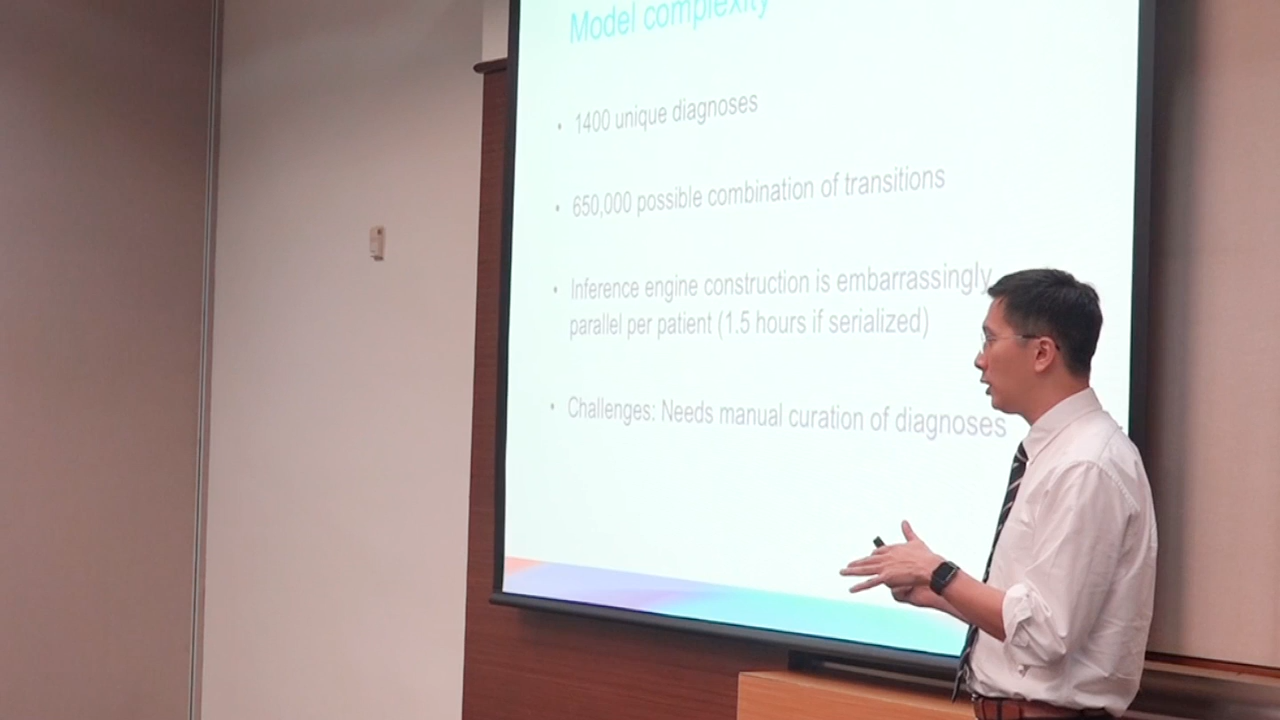 Model complexity
• 1400 unique diagnoses
• 650,000 possible combination of transitions
• Inference engine construction is embarrassingly
parallel per patient (1.5 hours if serialized)
• Challenges: Needs manual curation of diagnoses